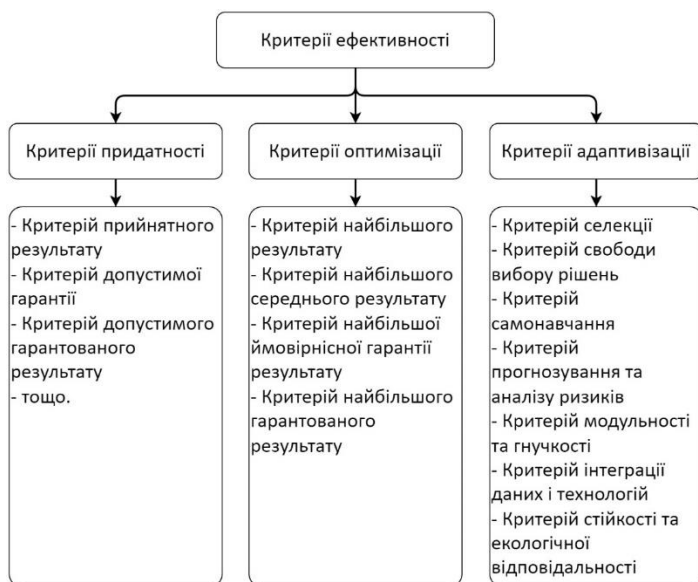 Критерії ефективності
Критерії придатності
Критерії оптимізації
Критерії адаптивізації
- Критерій прийнятного
результату
- Критерій допустимої
гарантії
- Критерій допустимого
гарантованого
результату
- тощо.
- Критерій найбільшого
результату
- Критерій найбільшого
середнього результату
- Критерій найбільшої
ймовірнісної гарантії
результату
- Критерій найбільшого
гарантованого
результату
- Критерій селекції
- Критерій свободи
вибору рішень
- Критерій
самонавчання
- Критерій
прогнозування та
аналізу ризиків
- Критерій модульності
та гнучкості
- Критерій інтеграції
даних і технологій
- Критерій стійкості та
екологічної
відповідальності